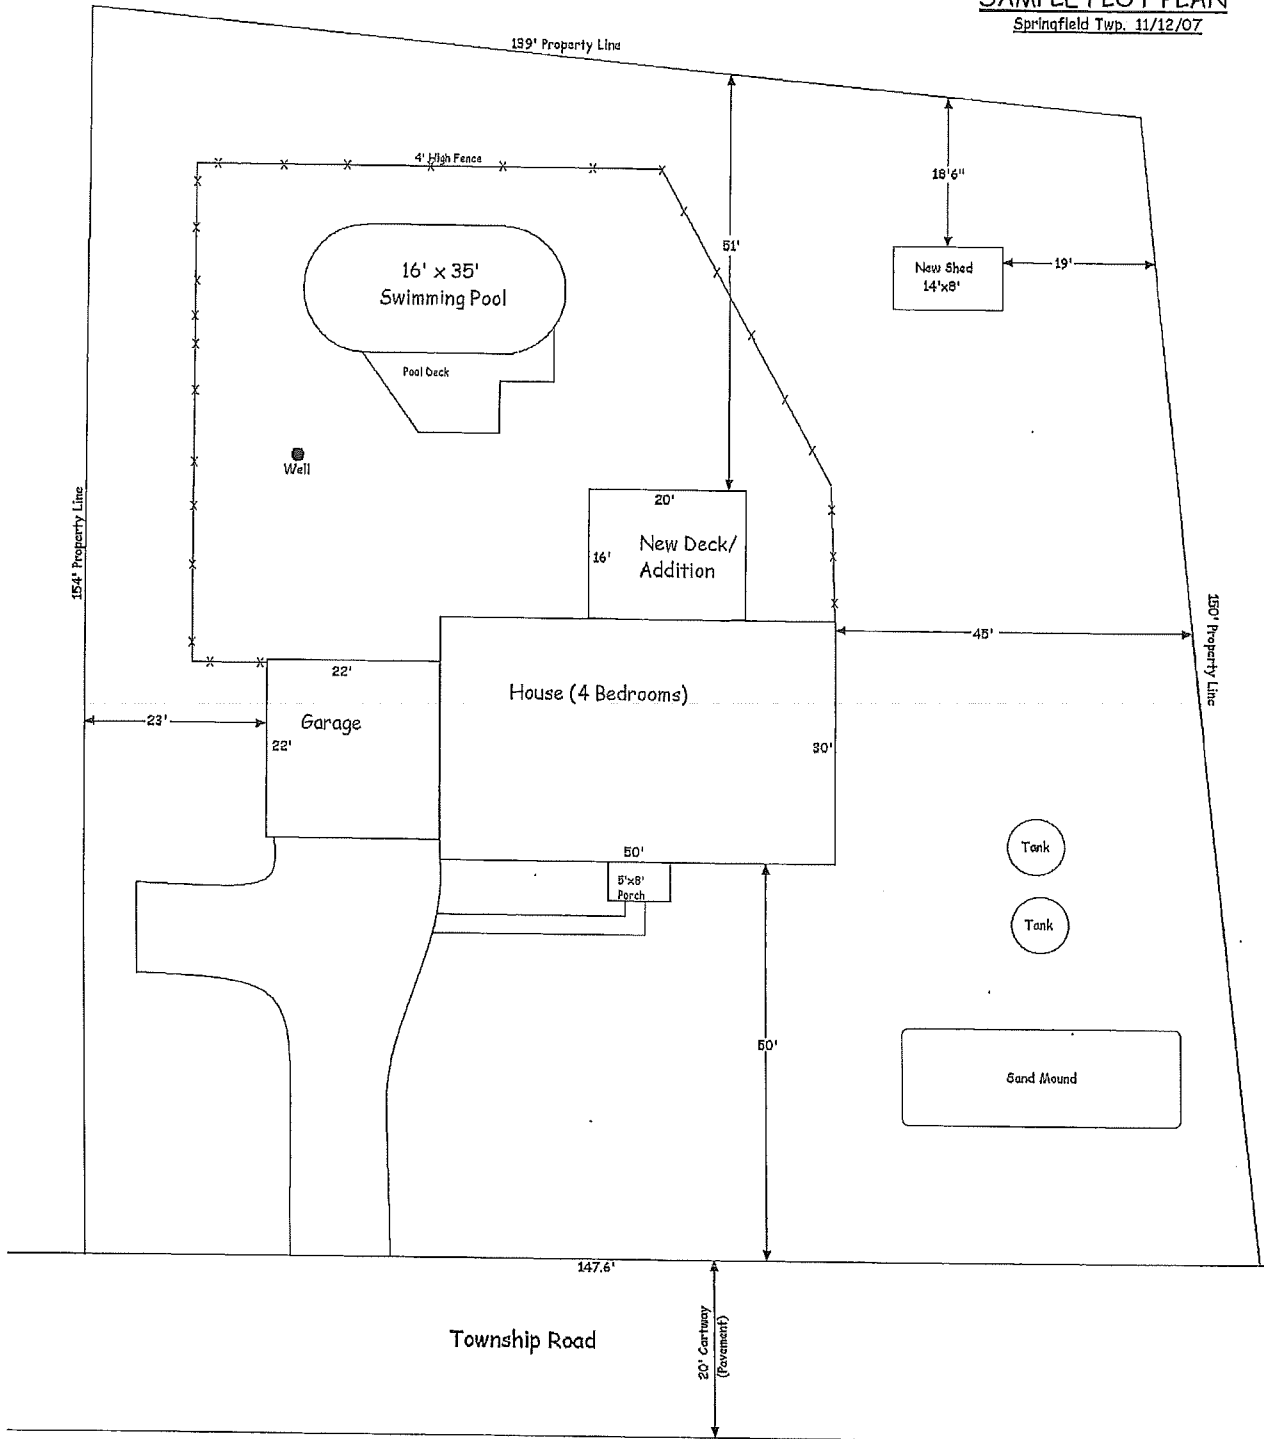 SAMPLE PLOT PLAN
Springfield Twp. 11/12/07
139' Property Line
4' High Fence
18'6"
51'
16' x 35'
Swimming Pool
New Shed
14'x8'
19'
Pool Deck
Well
154' Property Line
20'
16'
New Deck/
Addition
150' Property Line
45'
22'
House (4 Bedrooms)
23'
Garage
22'
30'
Tank
50'
5'x8'
Porch
Tank
50'
Sand Mound
147.6'
Township Road
20' Cartway
(Pavement)